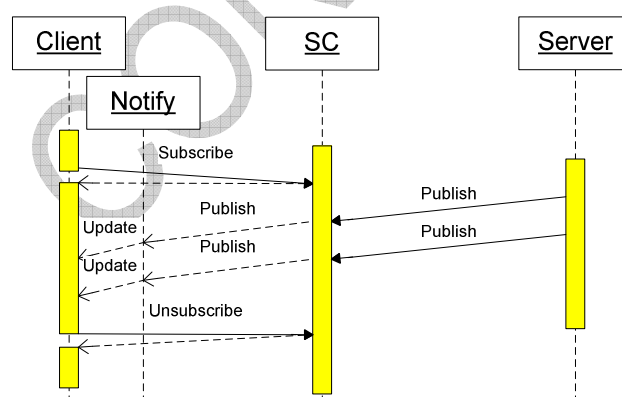 Client
SC
Server
Notify
Subscribe
Publish
Publish
Update
Publish
Publish
Update
Unsubscribe